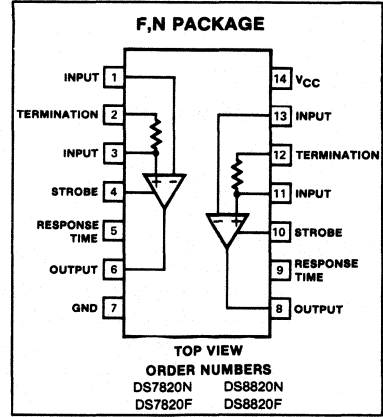 F,N PACKAGE
INPUT 1
TERMINATION 2
INPUT 3
STROBE 4
RESPONSE
TIME 5
OUTPUT 6
GND 7
14 VCC
13 INPUT
12 TERMINATION
11 INPUT
10 STROBE
9 RESPONSE
TIME
8 OUTPUT
+ -
- +
TOP VIEW
ORDER NUMBERS
DS7820N DS8820N
DS7820F DS8820F